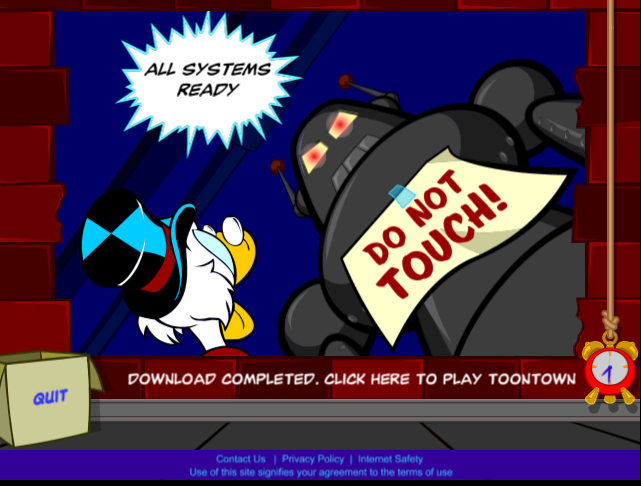 ALL SYSTEMS
READY
DO NOT
TOUCH!
QUIT
DOWNLOAD COMPLETED. CLICK HERE TO PLAY TOONTOWN
1
Contact Us | Privacy Policy | Internet Safety
Use of this site signifies your agreement to the terms of use